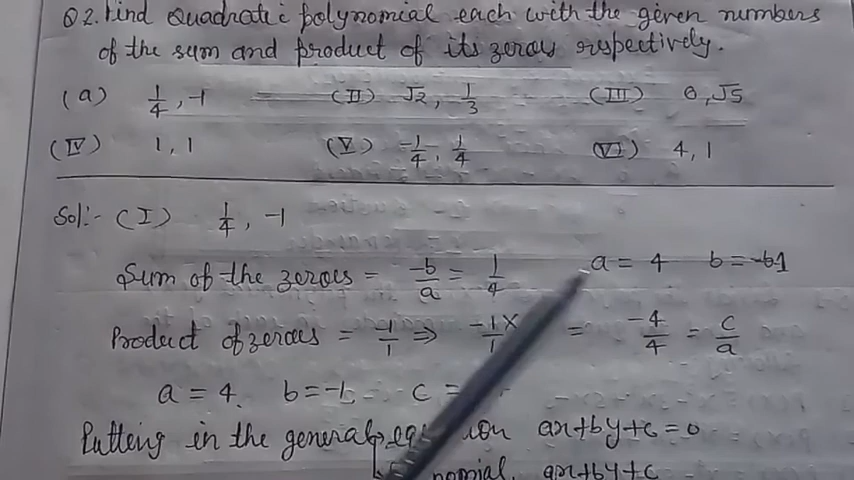 Q2. Find Quadratic polynomial each with the given numbers
of the sum and product of its zeroes respectively.
(a) 1/4, -1 (II) √2, 1/3 (III) 0, √5
(IV) 1, 1 (V) -1/4, 1/4 (VI) 4, 1
Sol:- (I) 1/4, -1
Sum of the zeroes = -b/a = 1/4 a = 4 b = -1
Product of zeroes = -1/1 ⇒ -1× = -4/4 = c/a
a = 4. b = -1, c =
Putting in the general ax+by+c=0
ax+by+c